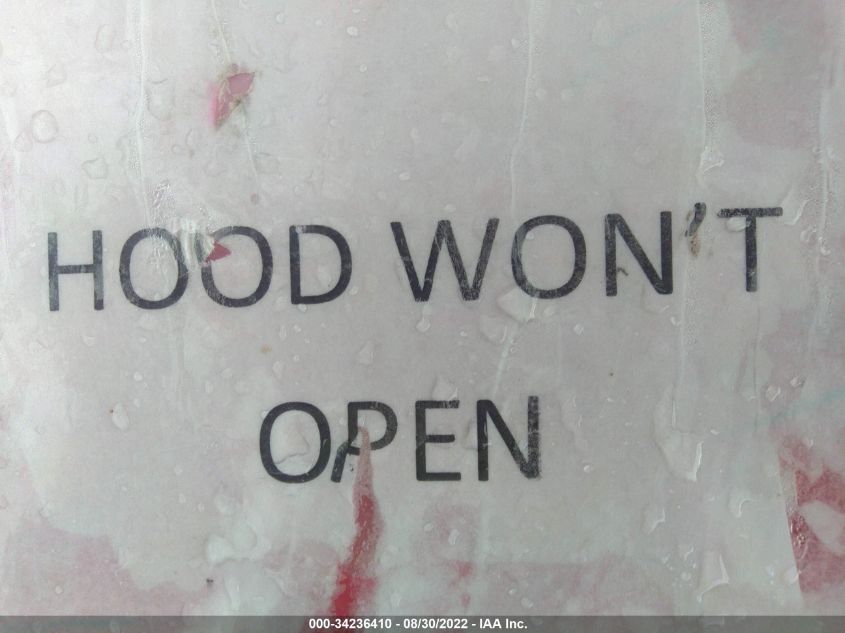 HOOD WON'T
OPEN
000-34236410 - 08/30/2022 - IAA Inc.